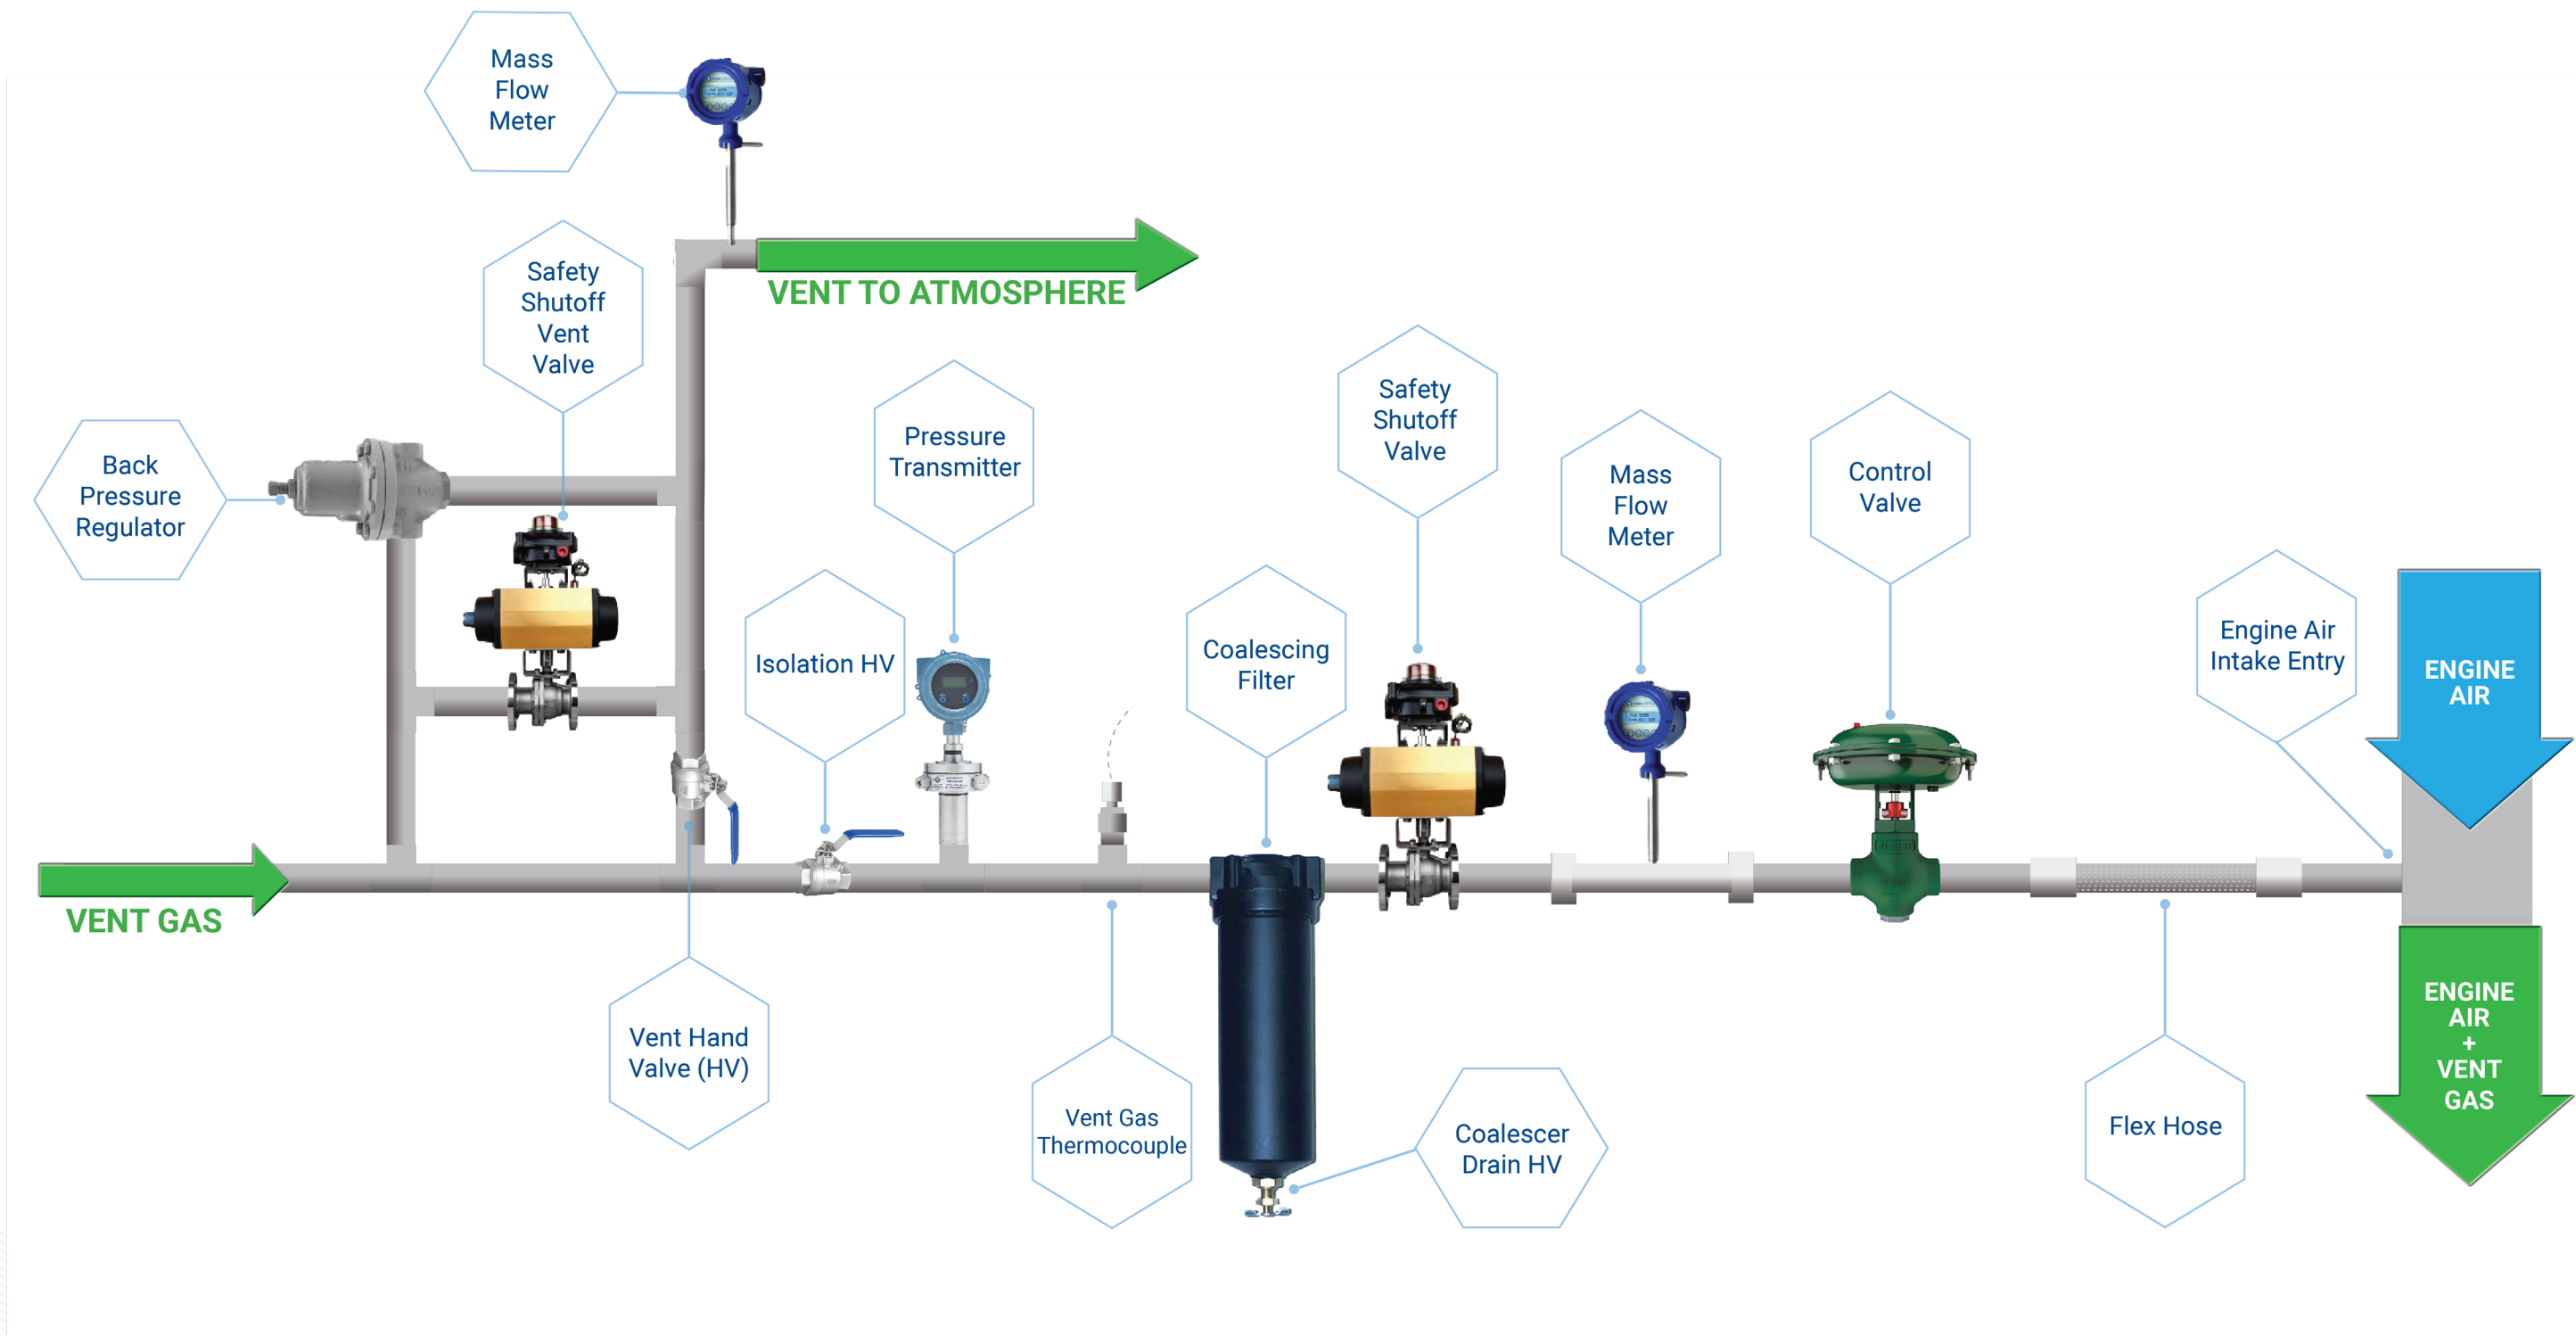 Mass
Flow
Meter
Safety
Shutoff
Vent
Valve
VENT TO ATMOSPHERE
Back
Pressure
Regulator
Pressure
Transmitter
Safety
Shutoff
Valve
Mass
Flow
Meter
Control
Valve
Isolation HV
Coalescing
Filter
Engine Air
Intake Entry
ENGINE
AIR
VENT GAS
Vent Hand
Valve (HV)
Vent Gas
Thermocouple
Coalescer
Drain HV
Flex Hose
ENGINE
AIR
+
VENT
GAS